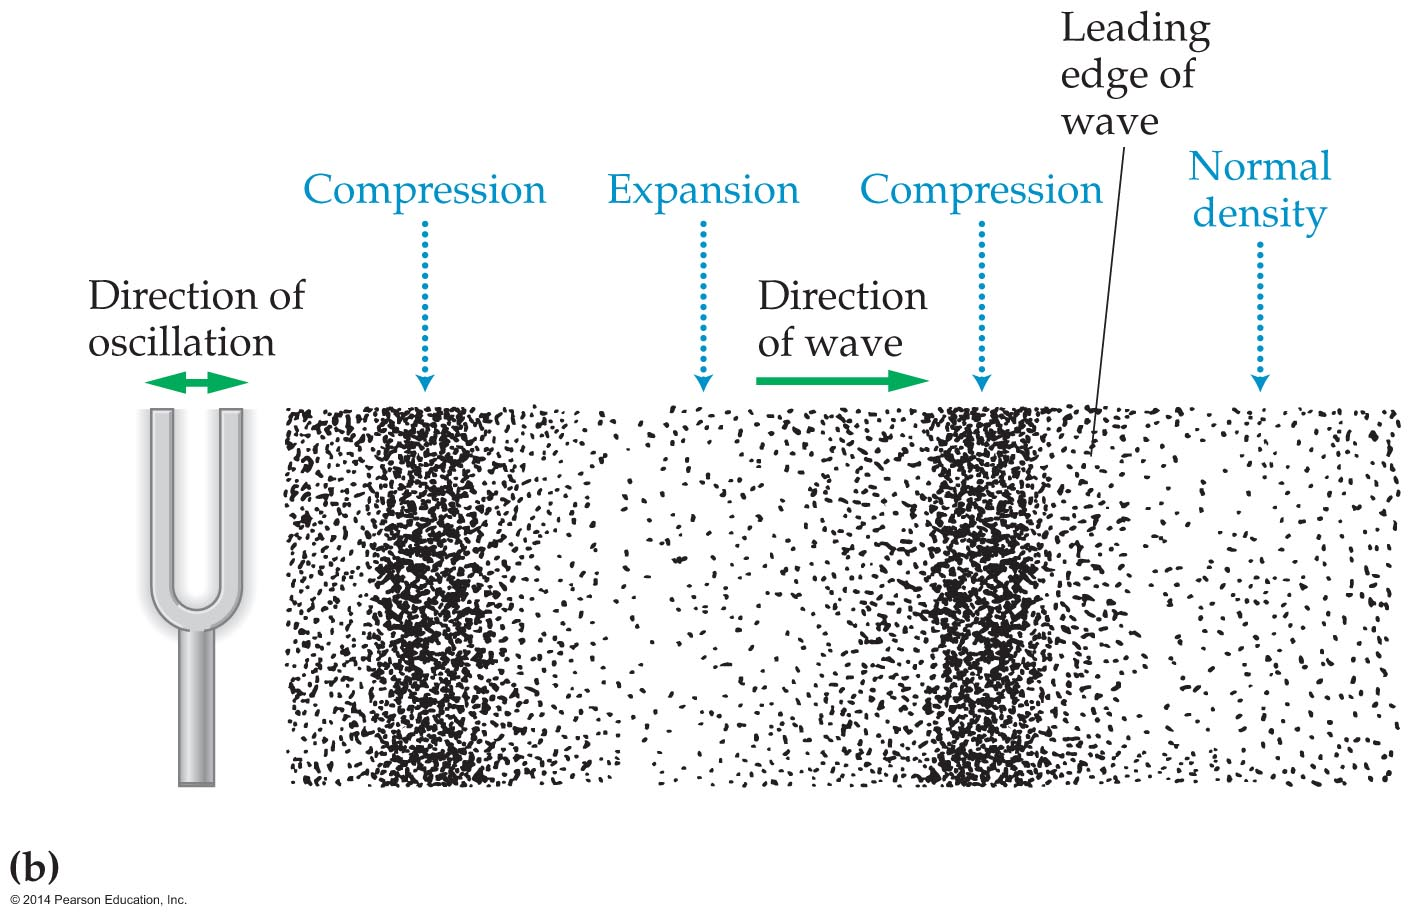 Leading
edge of
wave
Normal
density
Compression
Expansion
Compression
Direction of
oscillation
Direction
of wave
(b)
© 2014 Pearson Education, Inc.